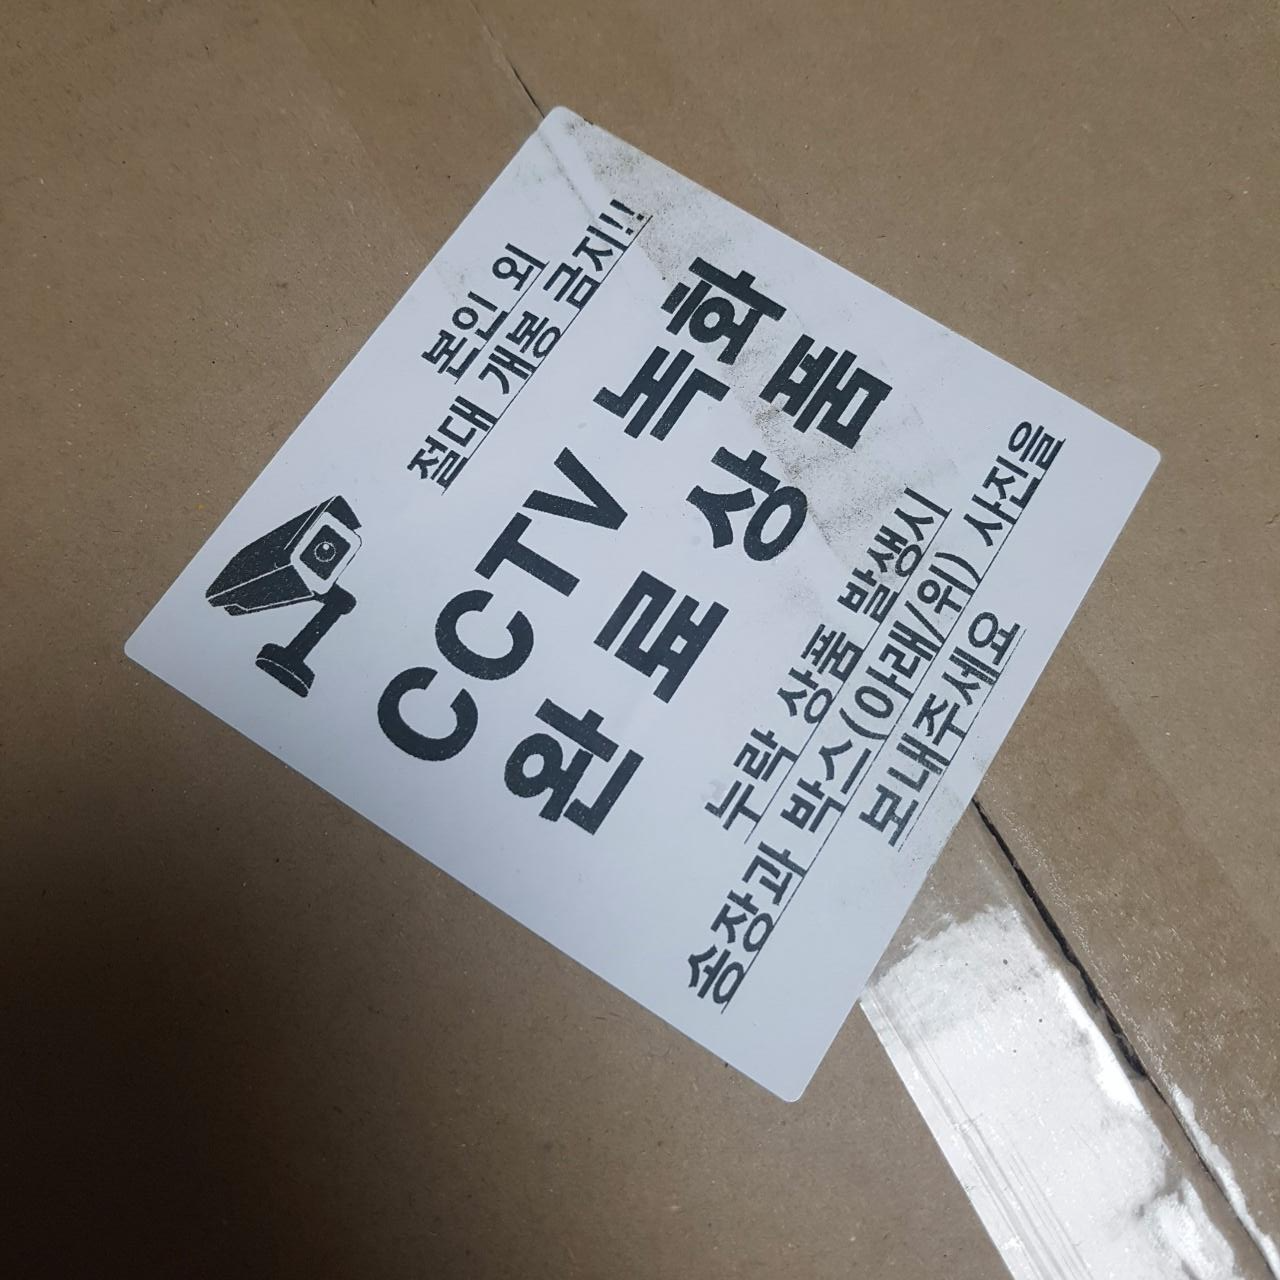 본인 외
절대 개봉 금지!!
CCTV 녹화
완료 상품
누락 상품 발생시
송장과 박스(아래/위) 사진을
보내주세요